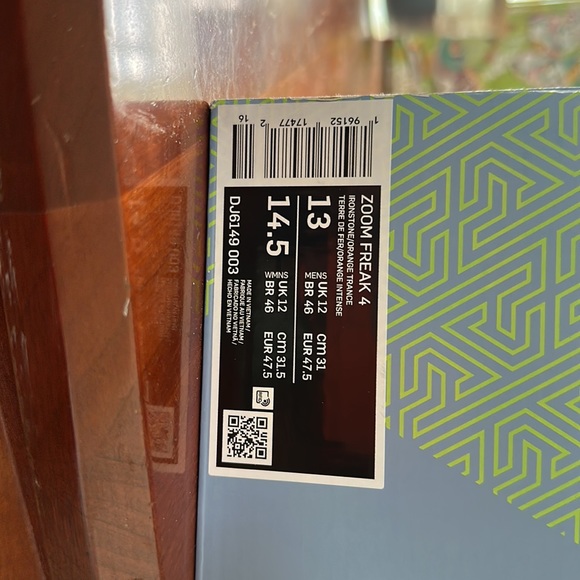 ZOOM FREAK 4
IRONSTONE/ORANGE TRANCE
TERRE DE FER/ORANGE INTENSE
13
MENS UK 12 cm 31
BR 46 EUR 47.5
14.5
WMNS UK 12 cm 31.5
BR 46 EUR 47.5
DJ6149 003
MADE IN VIETNAM /
FABRIQUÉ AU VIETNAM /
FABRICADO NO VIETNÃ /
HECHO EN VIETNAM
1 96152 17477 2 16